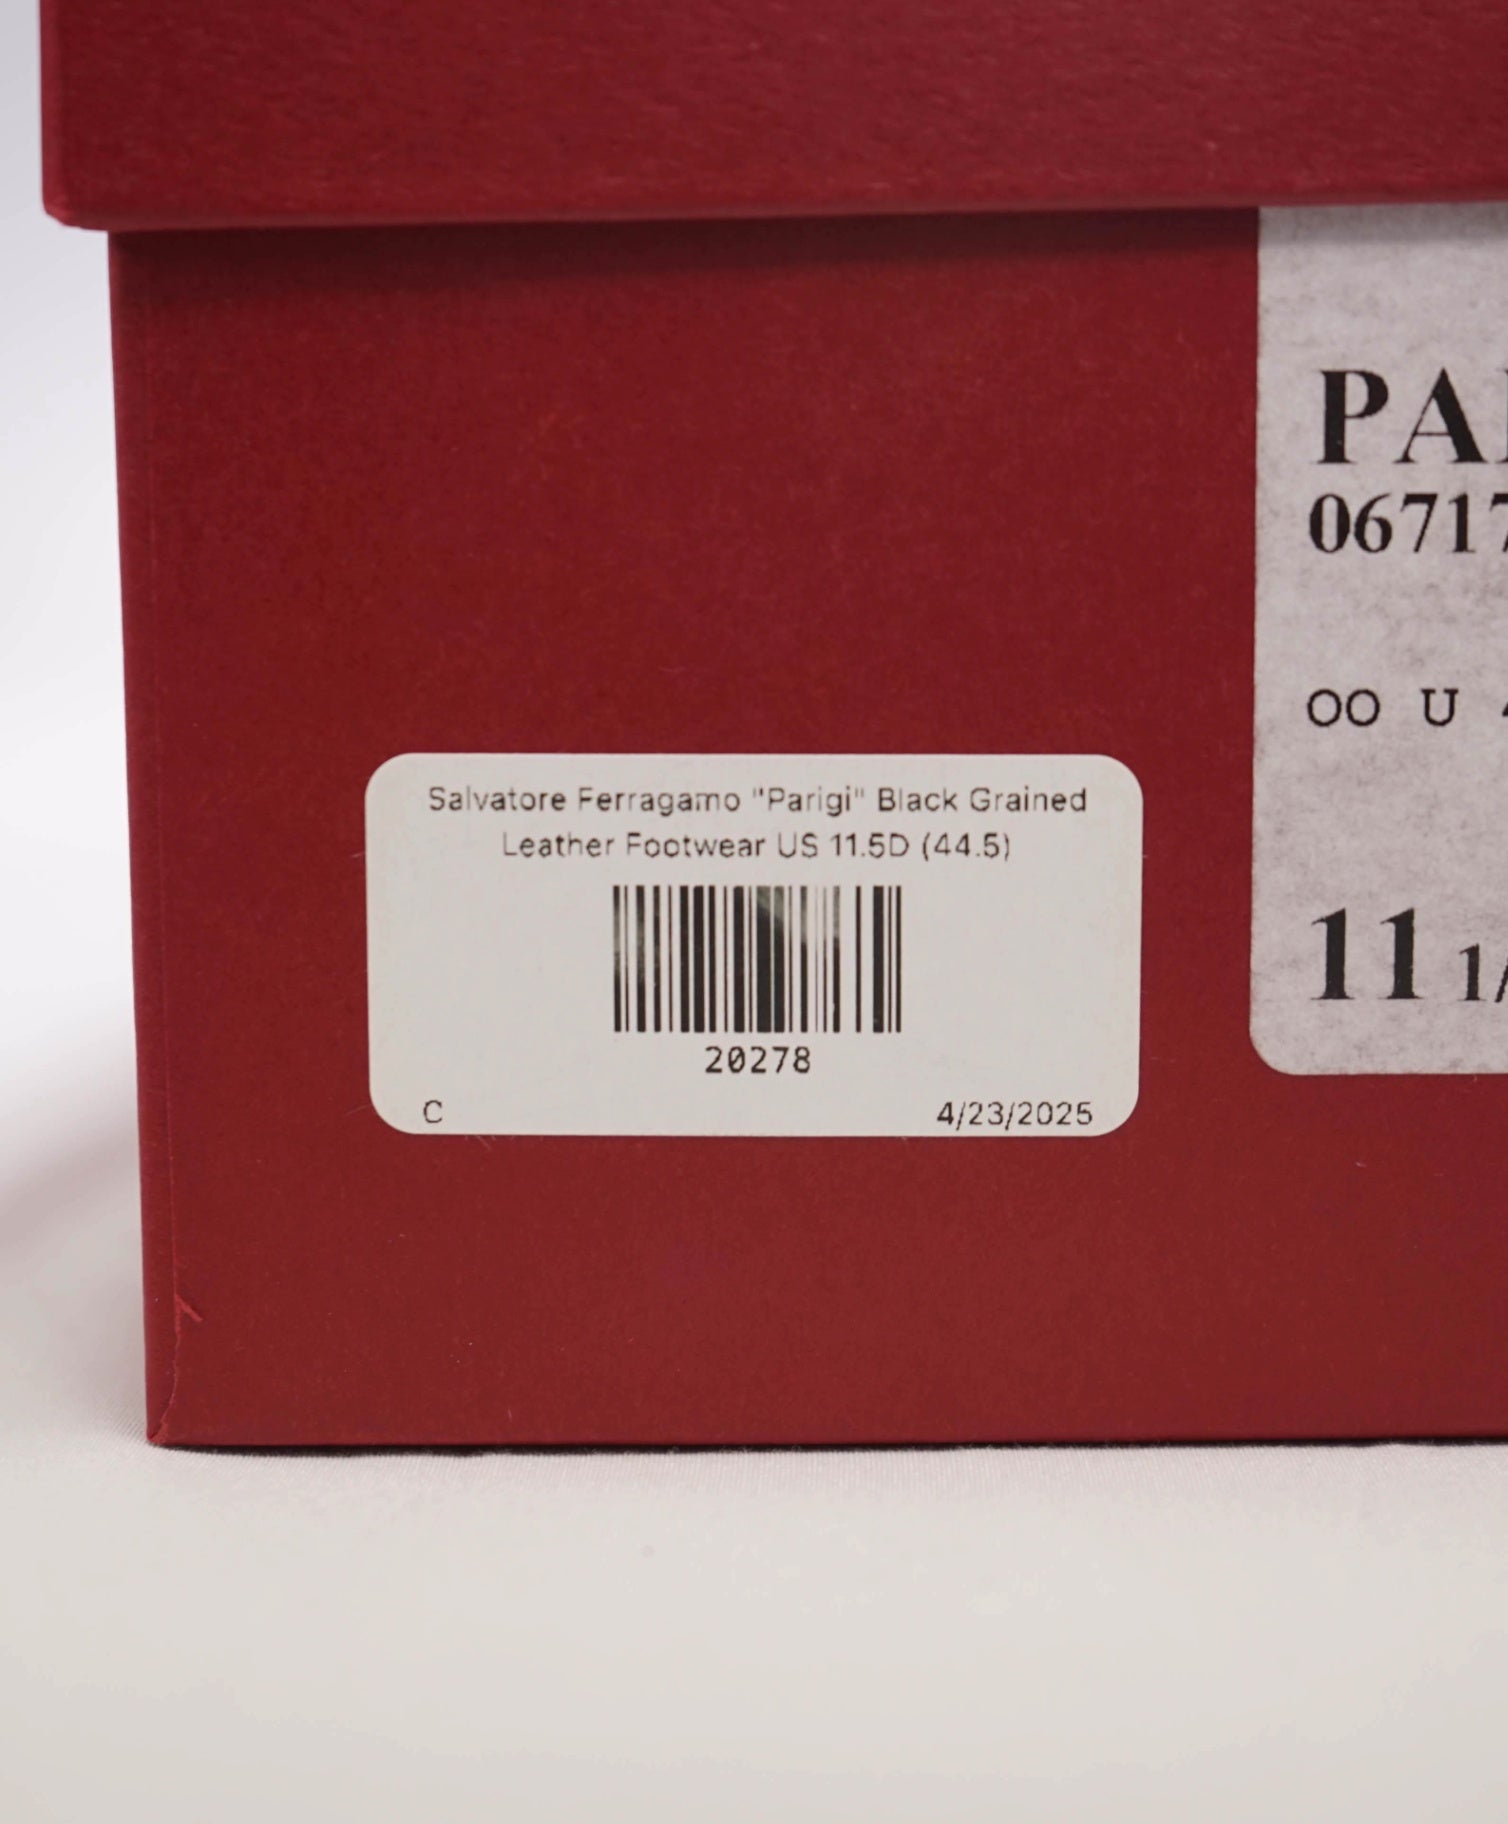 Salvatore Ferragamo "Parigi" Black Grained
Leather Footwear US 11.5D (44.5)
20278
C 4/23/2025
PA
06717
OO U
11 1/